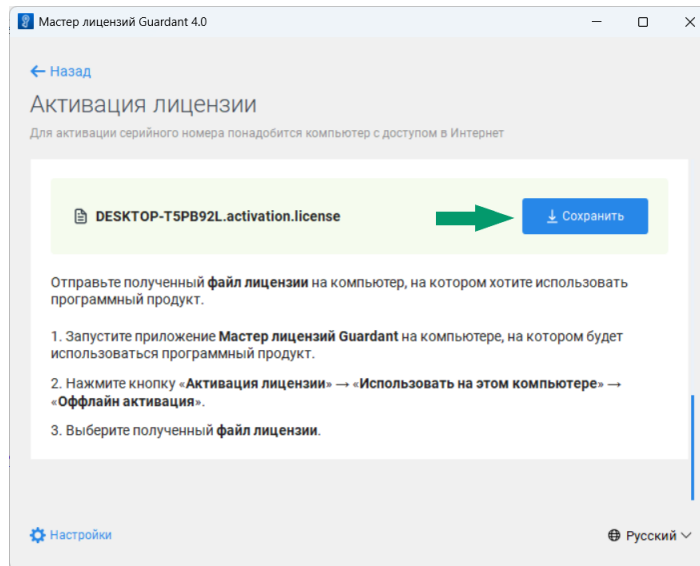 Мастер лицензий Guardant 4.0
Назад
Активация лицензии
Для активации серийного номера понадобится компьютер с доступом в Интернет
DESKTOP-T5PB92L.activation.license
Сохранить
Отправьте полученный файл лицензии на компьютер, на котором хотите использовать
программный продукт.
1. Запустите приложение Мастер лицензий Guardant на компьютере, на котором будет
использоваться программный продукт.
2. Нажмите кнопку «Активация лицензии» → «Использовать на этом компьютере» →
«Оффлайн активация».
3. Выберите полученный файл лицензии.
Настройки
Русский